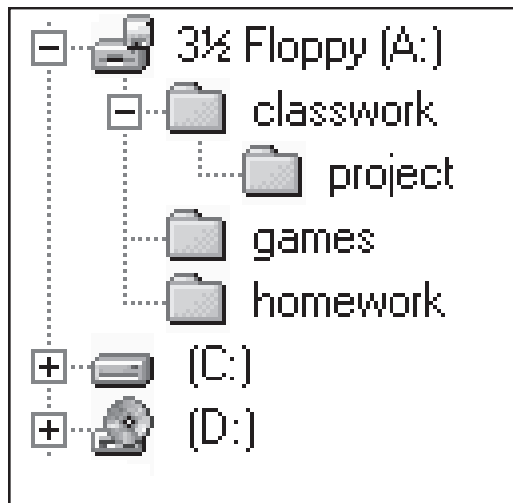 3½ Floppy (A:)
classwork
project
games
homework
(C:)
(D:)